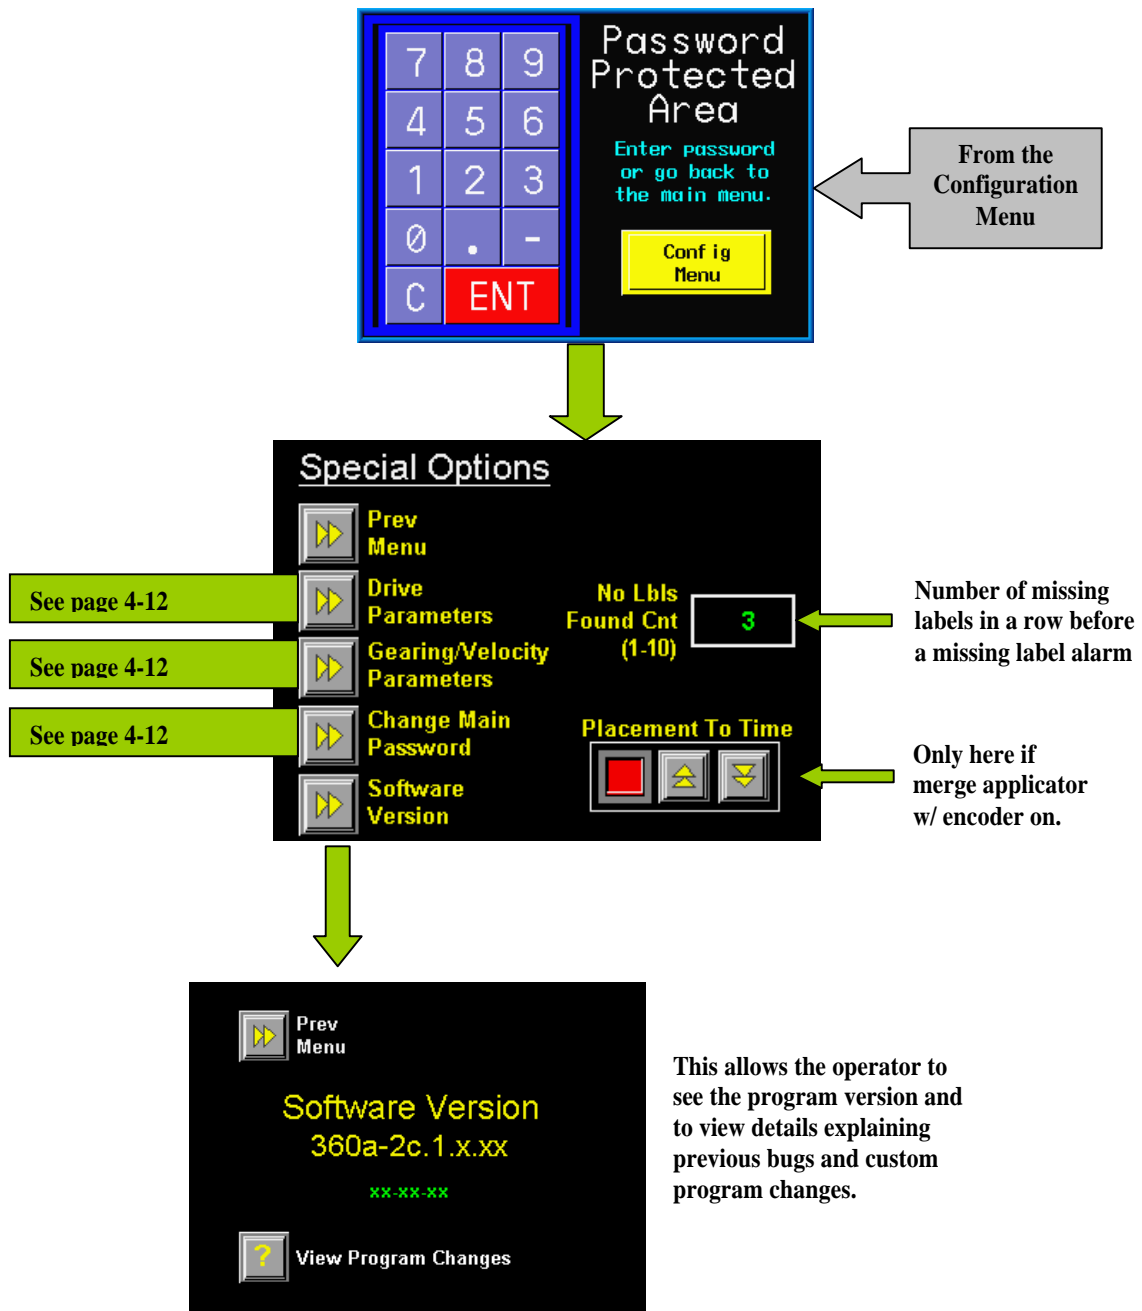 7 8 9
4 5 6
1 2 3
0 . -
C ENT
Password
Protected
Area
Enter password
or go back to
the main menu.
Config
Menu
From the
Configuration
Menu
Special Options
Prev
Menu
See page 4-12
Drive
Parameters
See page 4-12
Gearing/Velocity
Parameters
See page 4-12
Change Main
Password
Software
Version
No Lbls
Found Cnt
(1-10)
3
Number of missing
labels in a row before
a missing label alarm
Placement To Time
Only here if
merge applicator
w/ encoder on.
Prev
Menu
Software Version
360a-2c.1.x.xx
xx-xx-xx
?
View Program Changes
This allows the operator to
see the program version and
to view details explaining
previous bugs and custom
program changes.